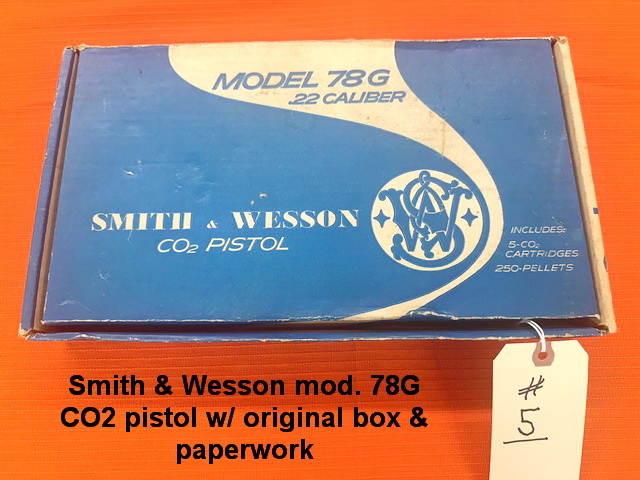 MODEL 78G
.22 CALIBER
SMITH & WESSON
CO2 PISTOL
INCLUDES:
5-CO2
CARTRIDGES
250-PELLETS
#
5
Smith & Wesson mod. 78G
CO2 pistol w/ original box &
paperwork